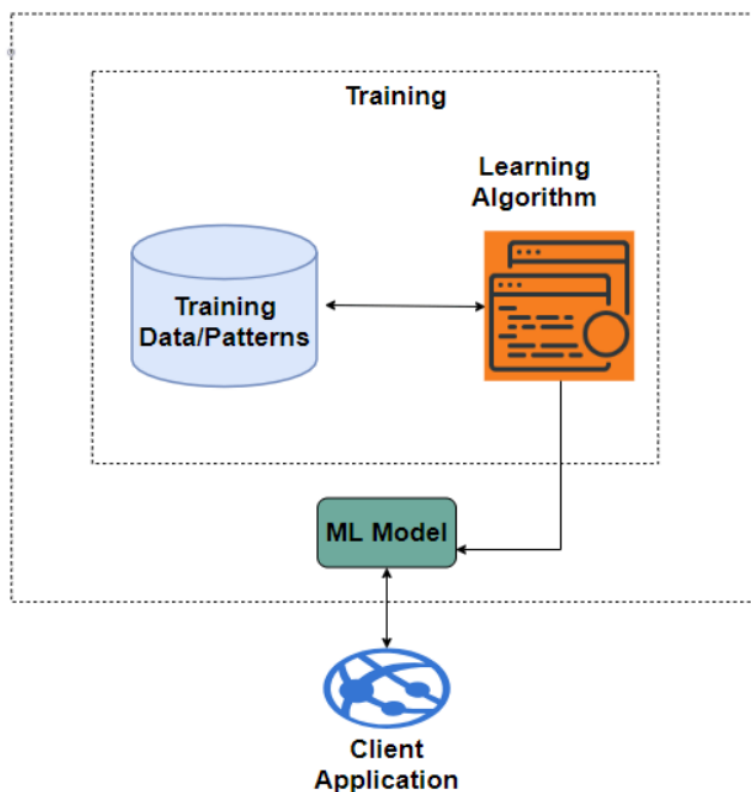 Training
Learning
Algorithm
Training
Data/Patterns
ML Model
Client
Application